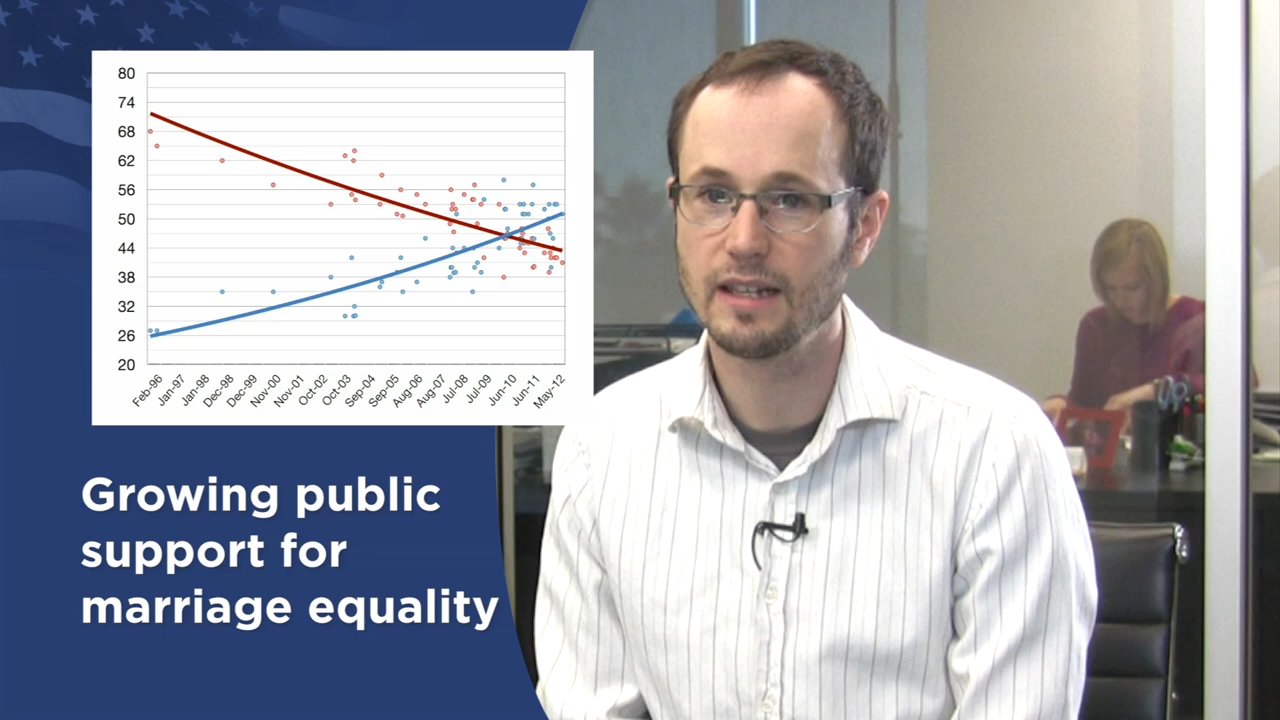 80
74
68
62
56
50
44
38
32
26
20
Feb-96 Jan-97 Jan-98 Dec-98 Dec-99 Nov-00 Nov-01 Oct-02 Oct-03 Sep-04 Sep-05 Aug-06 Aug-07 Jul-08 Jul-09 Jun-10 Jun-11 May-12
Growing public
support for
marriage equality